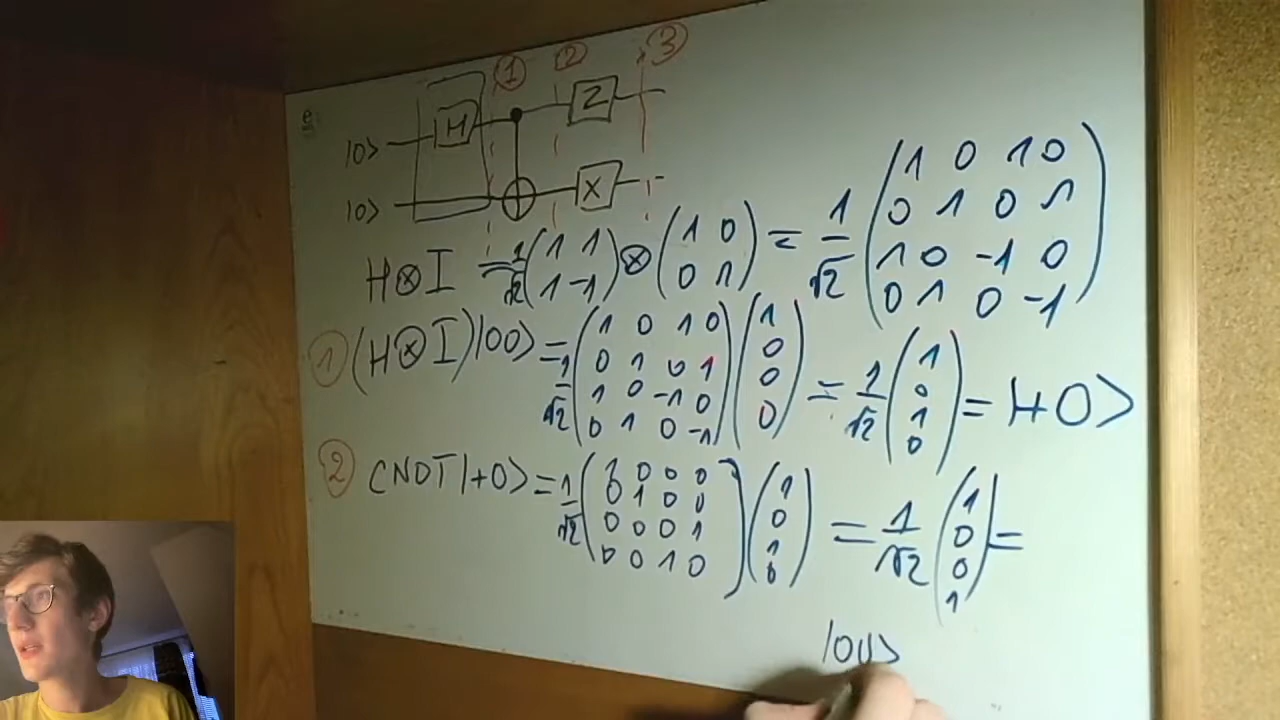 e
① ② ③
|0> H Z
|0> X
H⊗I = 1/√2 (1 1; 1 -1) ⊗ (1 0; 0 1) = 1/√2 (1 0 1 0; 0 1 0 1; 1 0 -1 0; 0 1 0 -1)
① (H⊗I)|00> = 1/√2 (1 0 1 0; 0 1 0 1; 1 0 -1 0; 0 1 0 -1) (1; 0; 0; 0) = 1/√2 (1; 0; 1; 0) = |+0>
② CNOT|+0> = 1/√2 (1 0 0 0; 0 1 0 0; 0 0 0 1; 0 0 1 0) (1; 0; 1; 0) = 1/√2 (1; 0; 0; 1) =
|00>